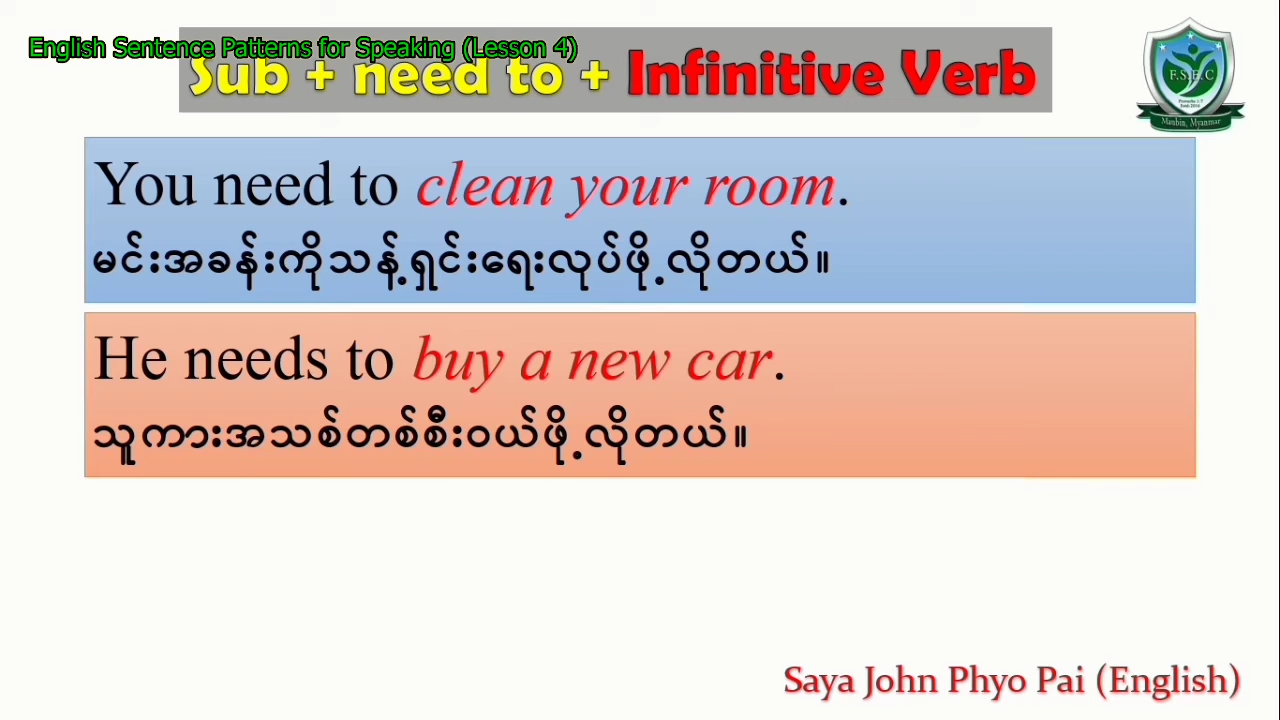 English Sentence Patterns for Speaking (Lesson 4)
Sub + need to + Infinitive Verb
F.S.E.C
Maubin, Myanmar
You need to clean your room.
မင်းအခန်းကိုသန့်ရှင်းရေးလုပ်ဖို့လိုတယ်။
He needs to buy a new car.
သူကားအသစ်တစ်စီးဝယ်ဖို့လိုတယ်။
Saya John Phyo Pai (English)